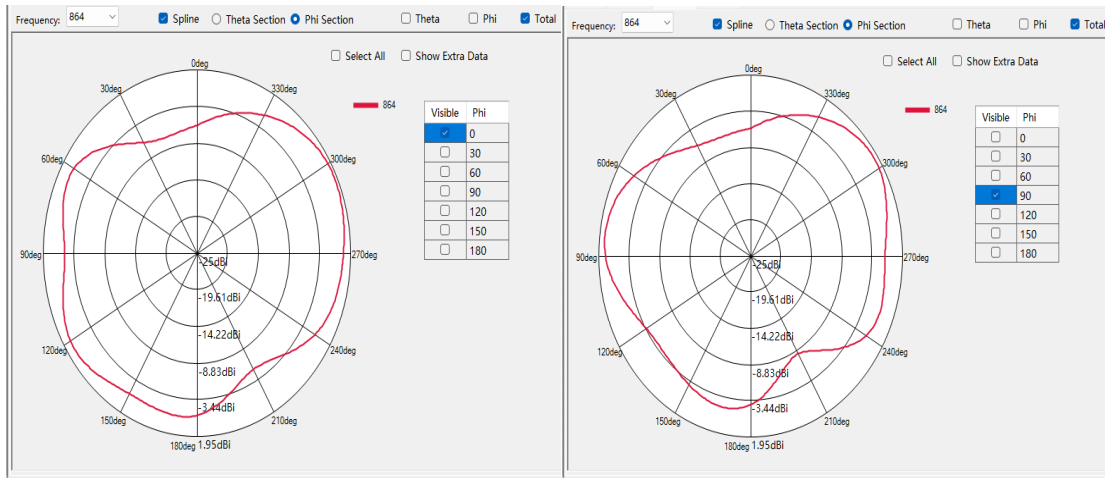 Frequency: 864 Spline Theta Section Phi Section Theta Phi Total
Select All Show Extra Data
0deg
30deg 330deg
864
Visible Phi
0
30
60
90
120
150
180
60deg 300deg
90deg 270deg
-25dBi
-19.61dBi
-14.22dBi
120deg 240deg
-8.83dBi
-3.44dBi
150deg 210deg
180deg 1.95dBi
Frequency: 864 Spline Theta Section Phi Section Theta Phi Total
Select All Show Extra Data
0deg
30deg 330deg
864
Visible Phi
0
30
60
90
120
150
180
60deg 300deg
90deg 270deg
-25dBi
-19.61dBi
-14.22dBi
120deg 240deg
-8.83dBi
-3.44dBi
150deg 210deg
180deg 1.95dBi